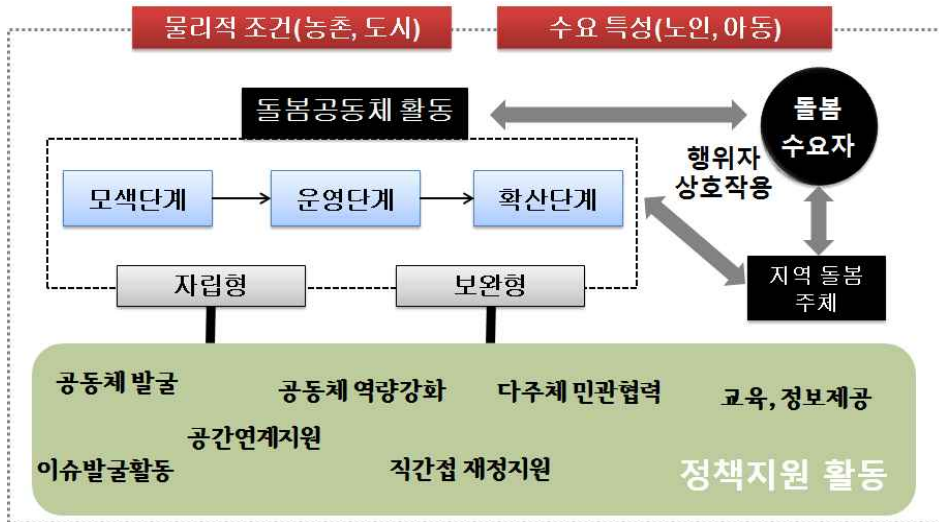 물리적 조건(농촌, 도시)
수요 특성(노인, 아동)
돌봄공동체 활동
돌봄
수요자
행위자
상호작용
모색단계
운영단계
확산단계
자립형
보완형
지역 돌봄
주체
공동체 발굴
공동체 역량강화
다주체 민관협력
교육, 정보제공
공간연계지원
이슈발굴활동
직간접 재정지원
정책지원 활동